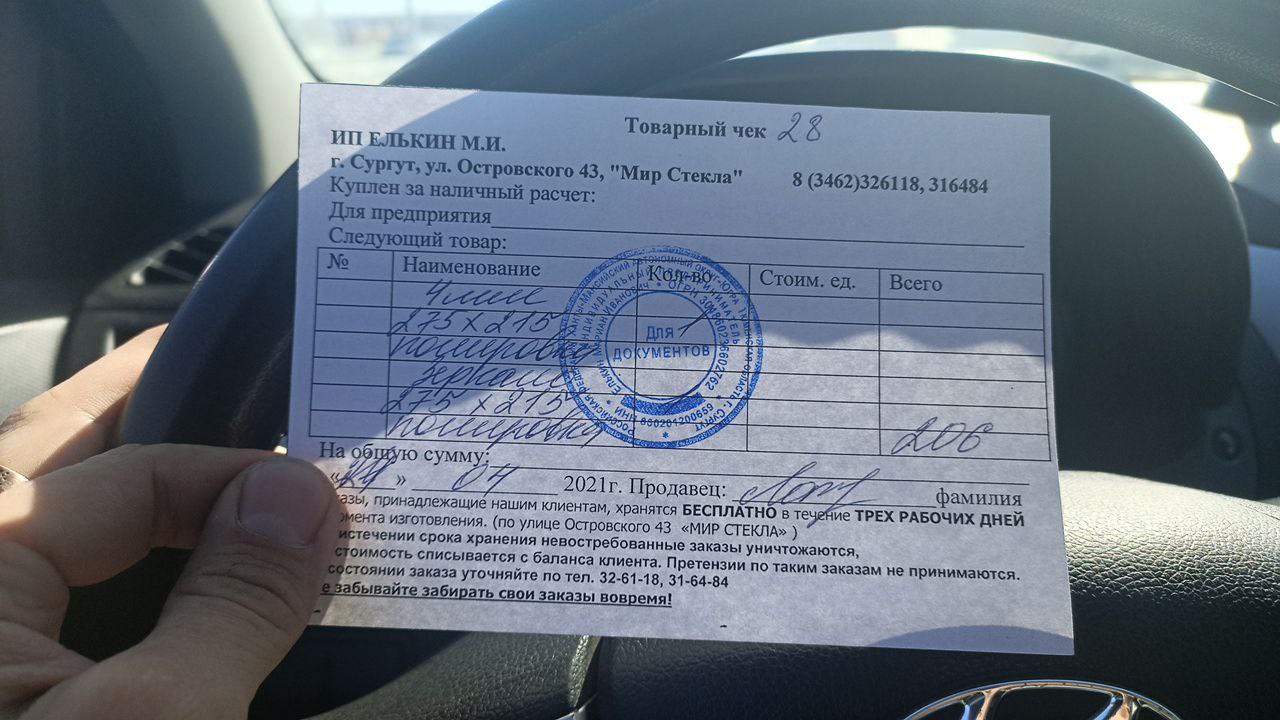 Товарный чек 28
ИП ЕЛЬКИН М.И.
г. Сургут, ул. Островского 43, "Мир Стекла" 8 (3462)326118, 316484
Куплен за наличный расчет:
Для предприятия
Следующий товар:
№ Наименование Кол-во Стоим. ед. Всего
275 x 215
полировка
зеркало
275 x 215
полировка 206
Для
ДОКУМЕНТОВ
На общую сумму:
« » 04 2021г. Продавец: фамилия
казы, принадлежащие нашим клиентам, хранятся БЕСПЛАТНО в течение ТРЕХ РАБОЧИХ ДНЕЙ
омента изготовления. (по улице Островского 43 «МИР СТЕКЛА» )
истечении срока хранения невостребованные заказы уничтожаются,
стоимость списывается с баланса клиента. Претензии по таким заказам не принимаются.
состоянии заказа уточняйте по тел. 32-61-18, 31-64-84
е забывайте забирать свои заказы вовремя!